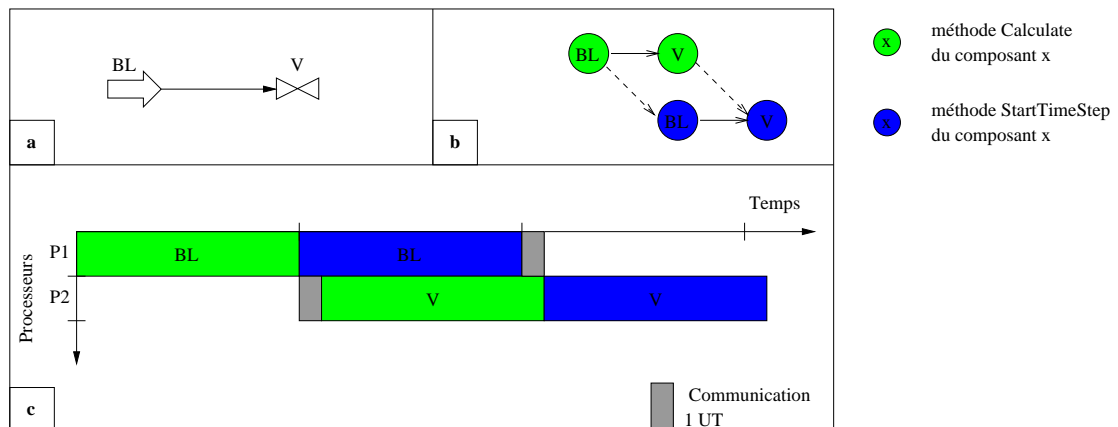 BL
V
a
BL
V
BL
V
b
x
méthode Calculate
du composant x
x
méthode StartTimeStep
du composant x
Temps
Processeurs
P1
BL
BL
P2
V
V
c
Communication
1 UT